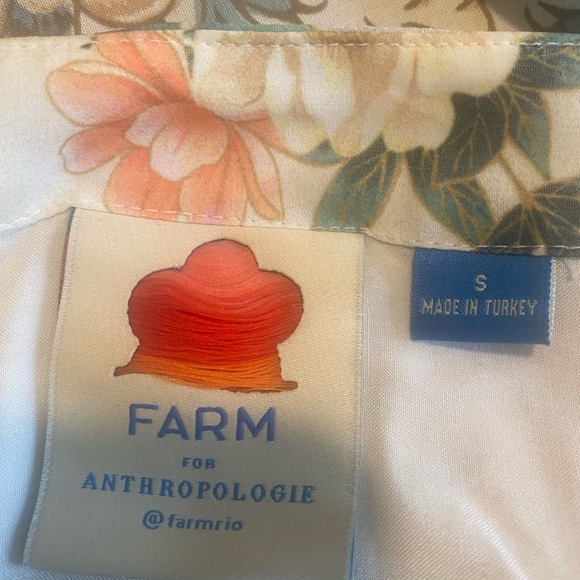 FARM
FOR
ANTHROPOLOGIE
@farmrio
S
MADE IN TURKEY